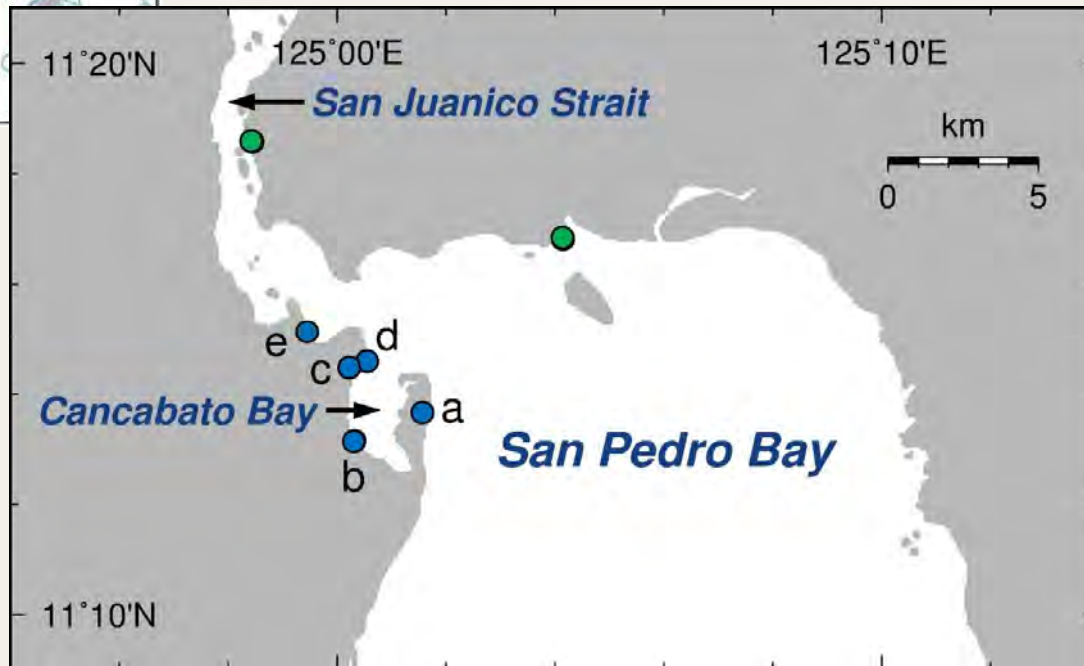 125°00'E
125°10'E
11°20'N
San Juanico Strait
km
0 5
d
e
c
Cancabato Bay
a
San Pedro Bay
b
11°10'N